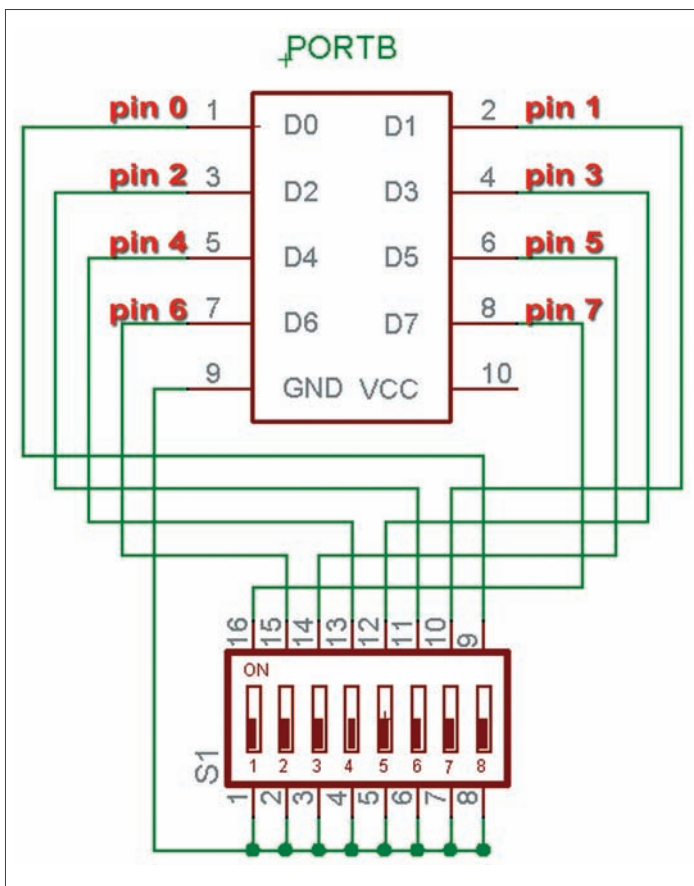 PORTB
pin 0 1 D0 D1 2 pin 1
pin 2 3 D2 D3 4 pin 3
pin 4 5 D4 D5 6 pin 5
pin 6 7 D6 D7 8 pin 7
9 GND VCC 10
16 15 14 13 12 11 10 9
ON
1 2 3 4 5 6 7 8
S1
1 2 3 4 5 6 7 8